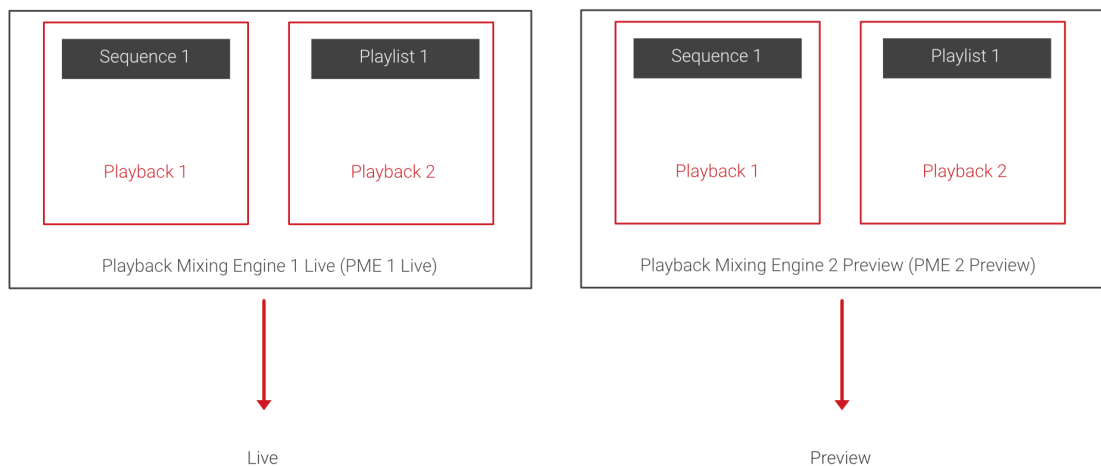 Sequence 1
Playlist 1
Playback 1
Playback 2
Playback Mixing Engine 1 Live (PME 1 Live)
Live
Sequence 1
Playlist 1
Playback 1
Playback 2
Playback Mixing Engine 2 Preview (PME 2 Preview)
Preview